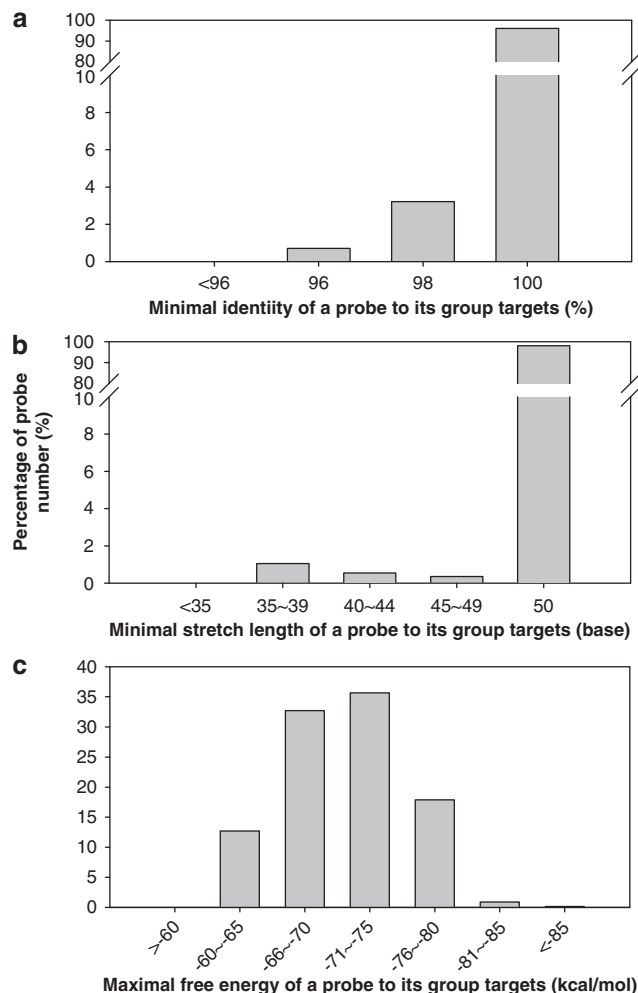 a
100
90
80
10
8
6
4
2
0
<96 96 98 100
Minimal identiity of a probe to its group targets (%)
b
Percentage of probe
number (%)
100
90
80
10
8
6
4
2
0
<35 35~39 40~44 45~49 50
Minimal stretch length of a probe to its group targets (base)
c
40
35
30
25
20
15
10
5
0
>-60 -60~-65 -66~-70 -71~-75 -76~-80 -81~-85 <-85
Maximal free energy of a probe to its group targets (kcal/mol)